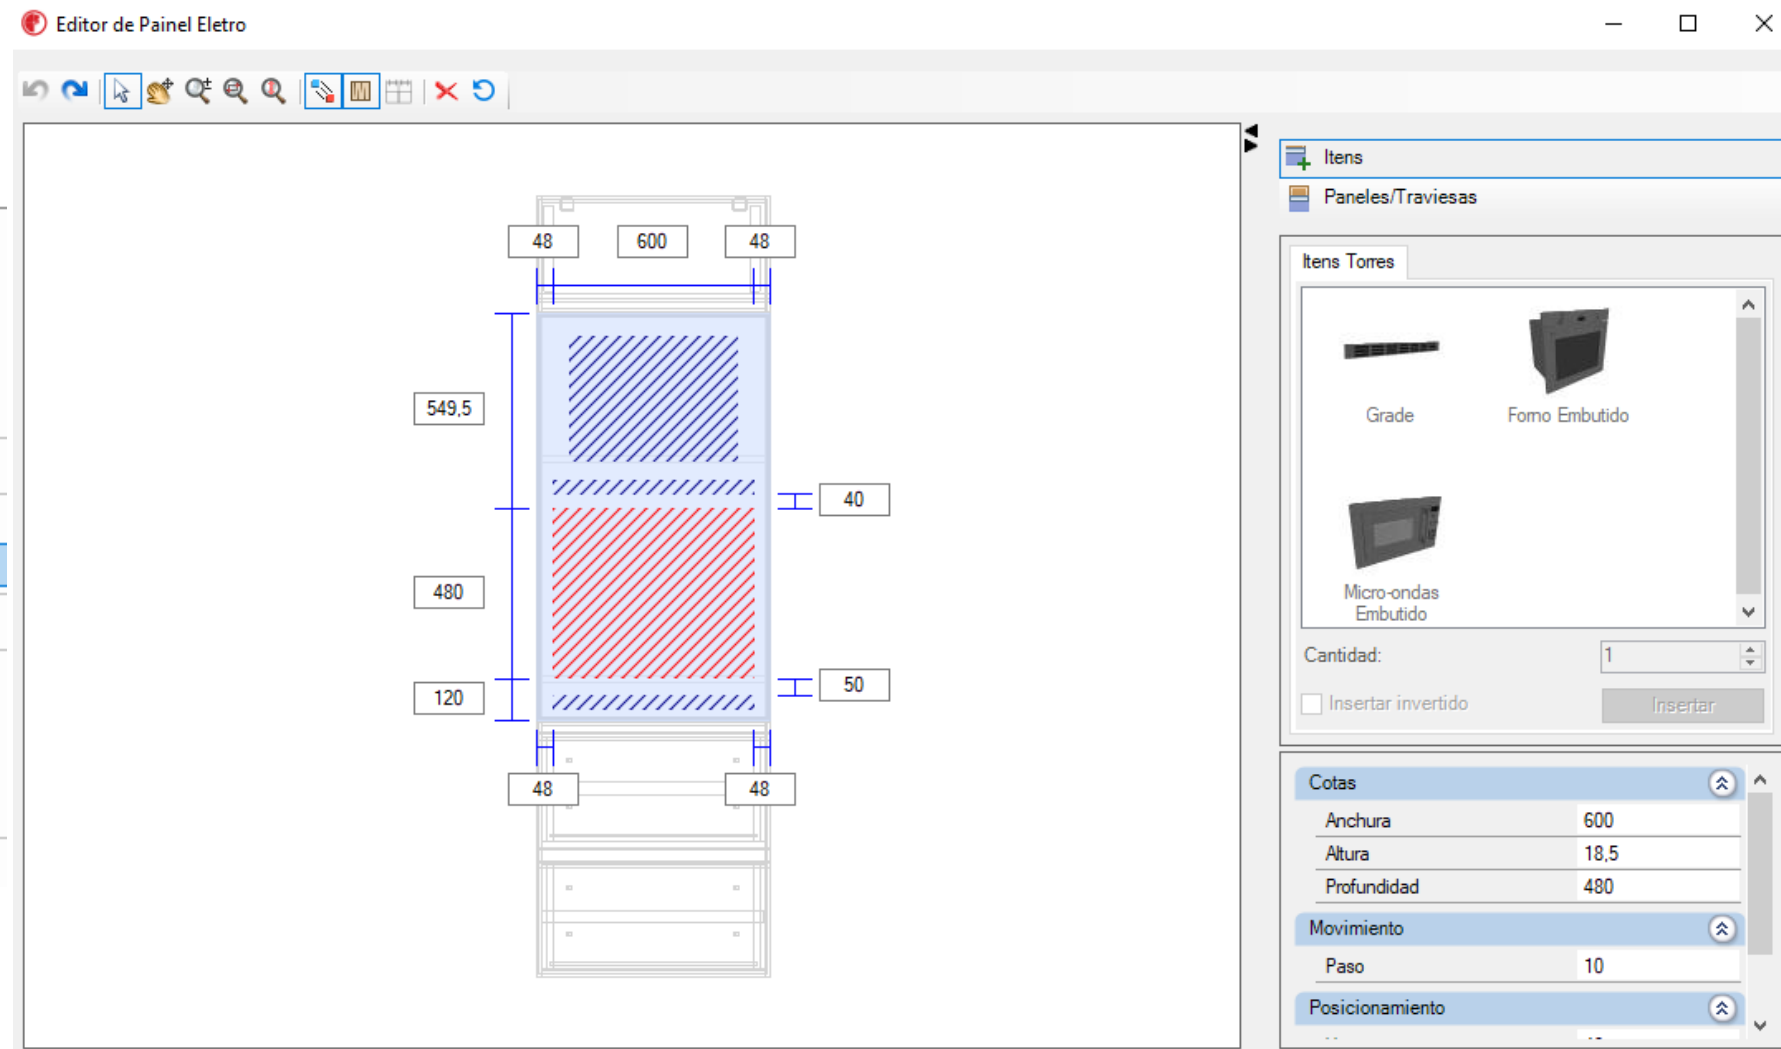 Editor de Painel Eletro
Itens
Paneles/Traviesas
Itens Torres
Grade
Forno Embutido
Micro-ondas
Embutido
Cantidad:
1
Insertar invertido
Insertar
48
600
48
549,5
40
480
50
120
48
48
Cotas
Anchura
600
Altura
18,5
Profundidad
480
Movimiento
Paso
10
Posicionamiento